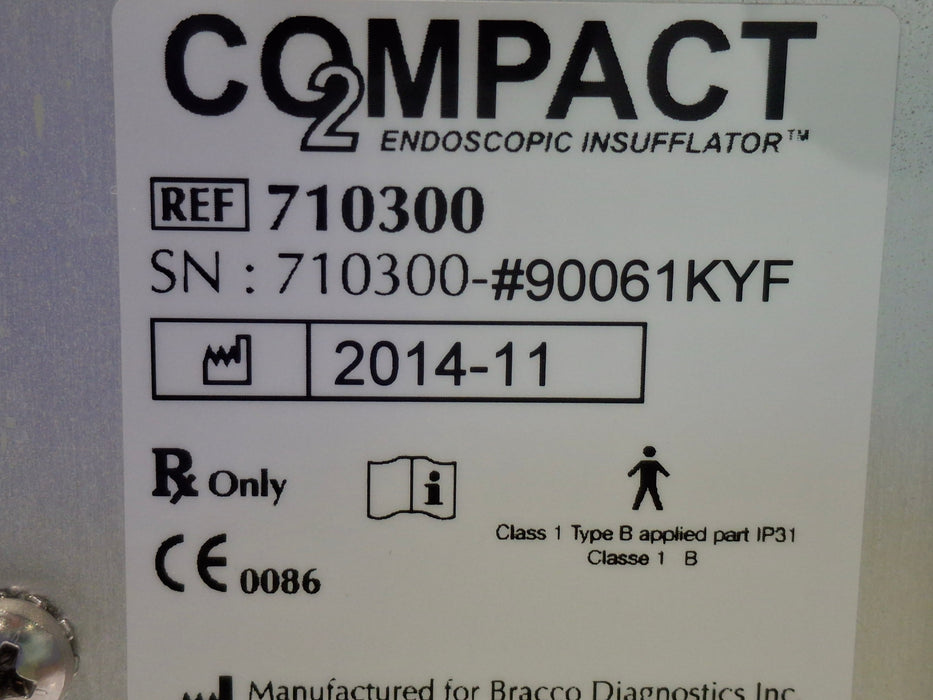 CO2MPACT
ENDOSCOPIC INSUFFLATOR™
REF 710300
SN : 710300-#90061KYF
2014-11
Rx Only
i
Class 1 Type B applied part IP31
Classe 1 B
CE 0086
Manufactured for Bracco Diagnostics Inc